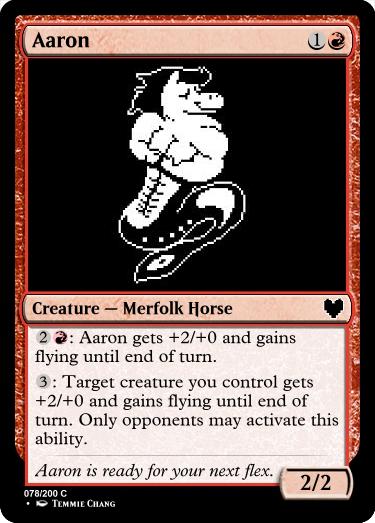 Aaron 1
Creature — Merfolk Horse
2 : Aaron gets +2/+0 and gains
flying until end of turn.
3: Target creature you control gets
+2/+0 and gains flying until end of
turn. Only opponents may activate this
ability.
Aaron is ready for your next flex.
2/2
078/200 C
• Temmie Chang